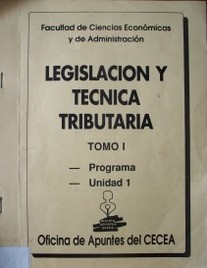 Facultad de Ciencias Económicas
y de Administración
LEGISLACION Y
TECNICA
TRIBUTARIA
TOMO I
— Programa
— Unidad 1
Oficina de Apuntes del CECEA